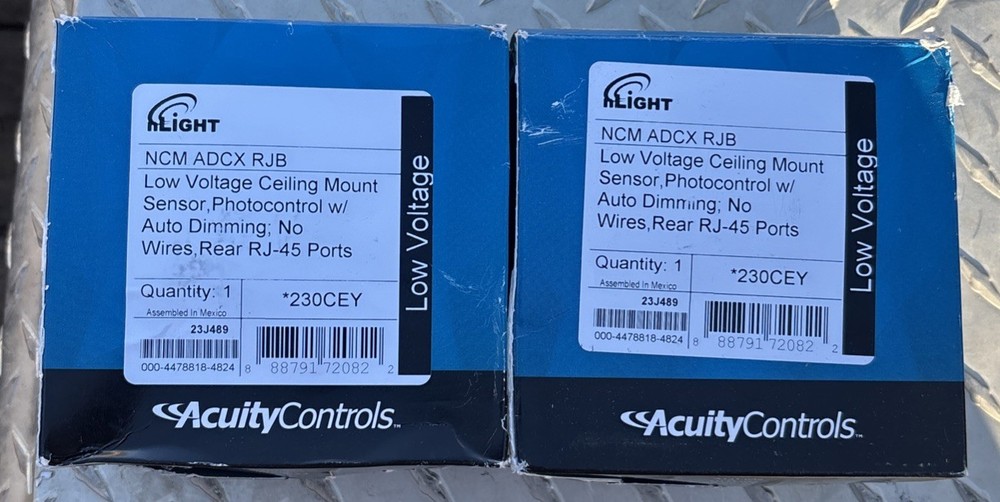 nLIGHT
NCM ADCX RJB
Low Voltage Ceiling Mount
Sensor,Photocontrol w/
Auto Dimming; No
Wires,Rear RJ-45 Ports
Quantity: 1
Assembled In Mexico
*230CEY
23J489
000-4478818-4824
8 88791 72082 2
Low Voltage
AcuityControls™
nLIGHT
NCM ADCX RJB
Low Voltage Ceiling Mount
Sensor,Photocontrol w/
Auto Dimming; No
Wires,Rear RJ-45 Ports
Quantity: 1
Assembled In Mexico
*230CEY
23J489
000-4478818-4824
8 88791 72082 2
Low Voltage
AcuityControls™